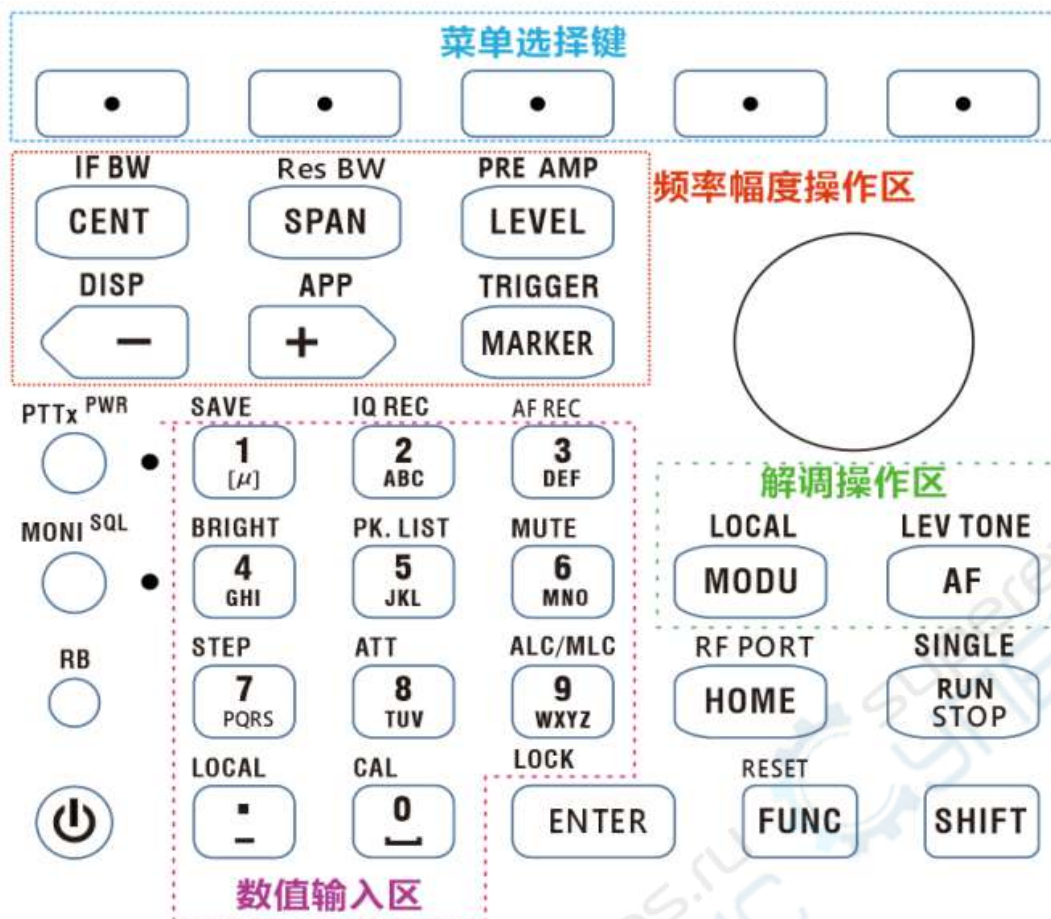 菜单选择键
IF BW Res BW PRE AMP
CENT SPAN LEVEL
频率幅度操作区
DISP APP TRIGGER
− + MARKER
PTTx PWR SAVE IQ REC AF REC
1 2 3
[μ] ABC DEF
解调操作区
MONI SQL BRIGHT PK. LIST MUTE LOCAL LEV TONE
4 5 6 MODU AF
GHI JKL MNO
RB STEP ATT ALC/MLC RF PORT SINGLE
7 8 9 HOME RUN
PQRS TUV WXYZ STOP
LOCAL CAL LOCK RESET
. 0 ENTER FUNC SHIFT
–
数值输入区